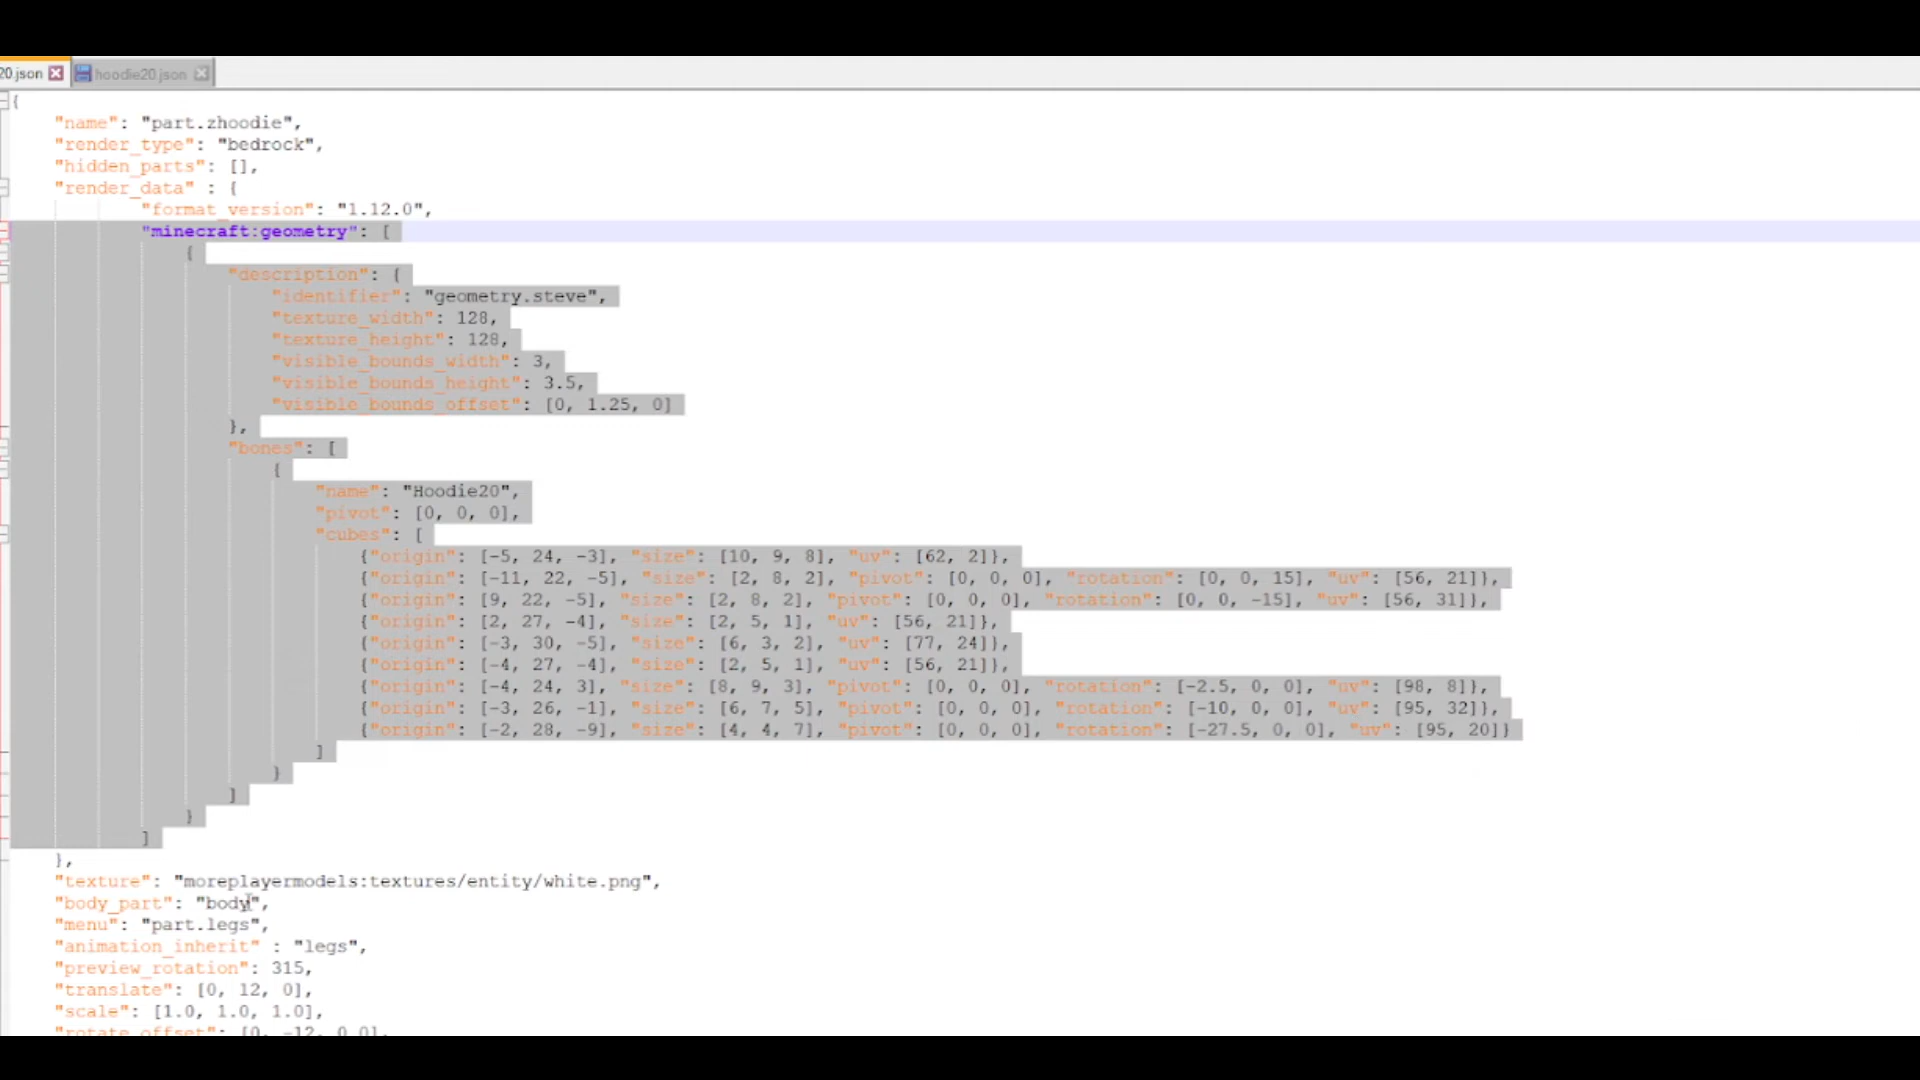 20.json
hoodie20.json
{
"name": "part.zhoodie",
"render_type": "bedrock",
"hidden_parts": [],
"render_data" : {
"format_version": "1.12.0",
"minecraft:geometry": [
{
"description": {
"identifier": "geometry.steve",
"texture_width": 128,
"texture_height": 128,
"visible_bounds_width": 3,
"visible_bounds_height": 3.5,
"visible_bounds_offset": [0, 1.25, 0]
},
"bones": [
{
"name": "Hoodie20",
"pivot": [0, 0, 0],
"cubes": [
{"origin": [-5, 24, -3], "size": [10, 9, 8], "uv": [62, 2]},
{"origin": [-11, 22, -5], "size": [2, 8, 2], "pivot": [0, 0, 0], "rotation": [0, 0, 15], "uv": [56, 21]},
{"origin": [9, 22, -5], "size": [2, 8, 2], "pivot": [0, 0, 0], "rotation": [0, 0, -15], "uv": [56, 31]},
{"origin": [2, 27, -4], "size": [2, 5, 1], "uv": [56, 21]},
{"origin": [-3, 30, -5], "size": [6, 3, 2], "uv": [77, 24]},
{"origin": [-4, 27, -4], "size": [2, 5, 1], "uv": [56, 21]},
{"origin": [-4, 24, 3], "size": [8, 9, 3], "pivot": [0, 0, 0], "rotation": [-2.5, 0, 0], "uv": [98, 8]},
{"origin": [-3, 26, -1], "size": [6, 7, 5], "pivot": [0, 0, 0], "rotation": [-10, 0, 0], "uv": [95, 32]},
{"origin": [-2, 28, -9], "size": [4, 4, 7], "pivot": [0, 0, 0], "rotation": [-27.5, 0, 0], "uv": [95, 20]}
]
}
]
}
]
},
"texture": "moreplayermodels:textures/entity/white.png",
"body_part": "body",
"menu": "part.legs",
"animation_inherit" : "legs",
"preview_rotation": 315,
"translate": [0, 12, 0],
"scale": [1.0, 1.0, 1.0],
"rotate_offset": [0, -12, 0.0],